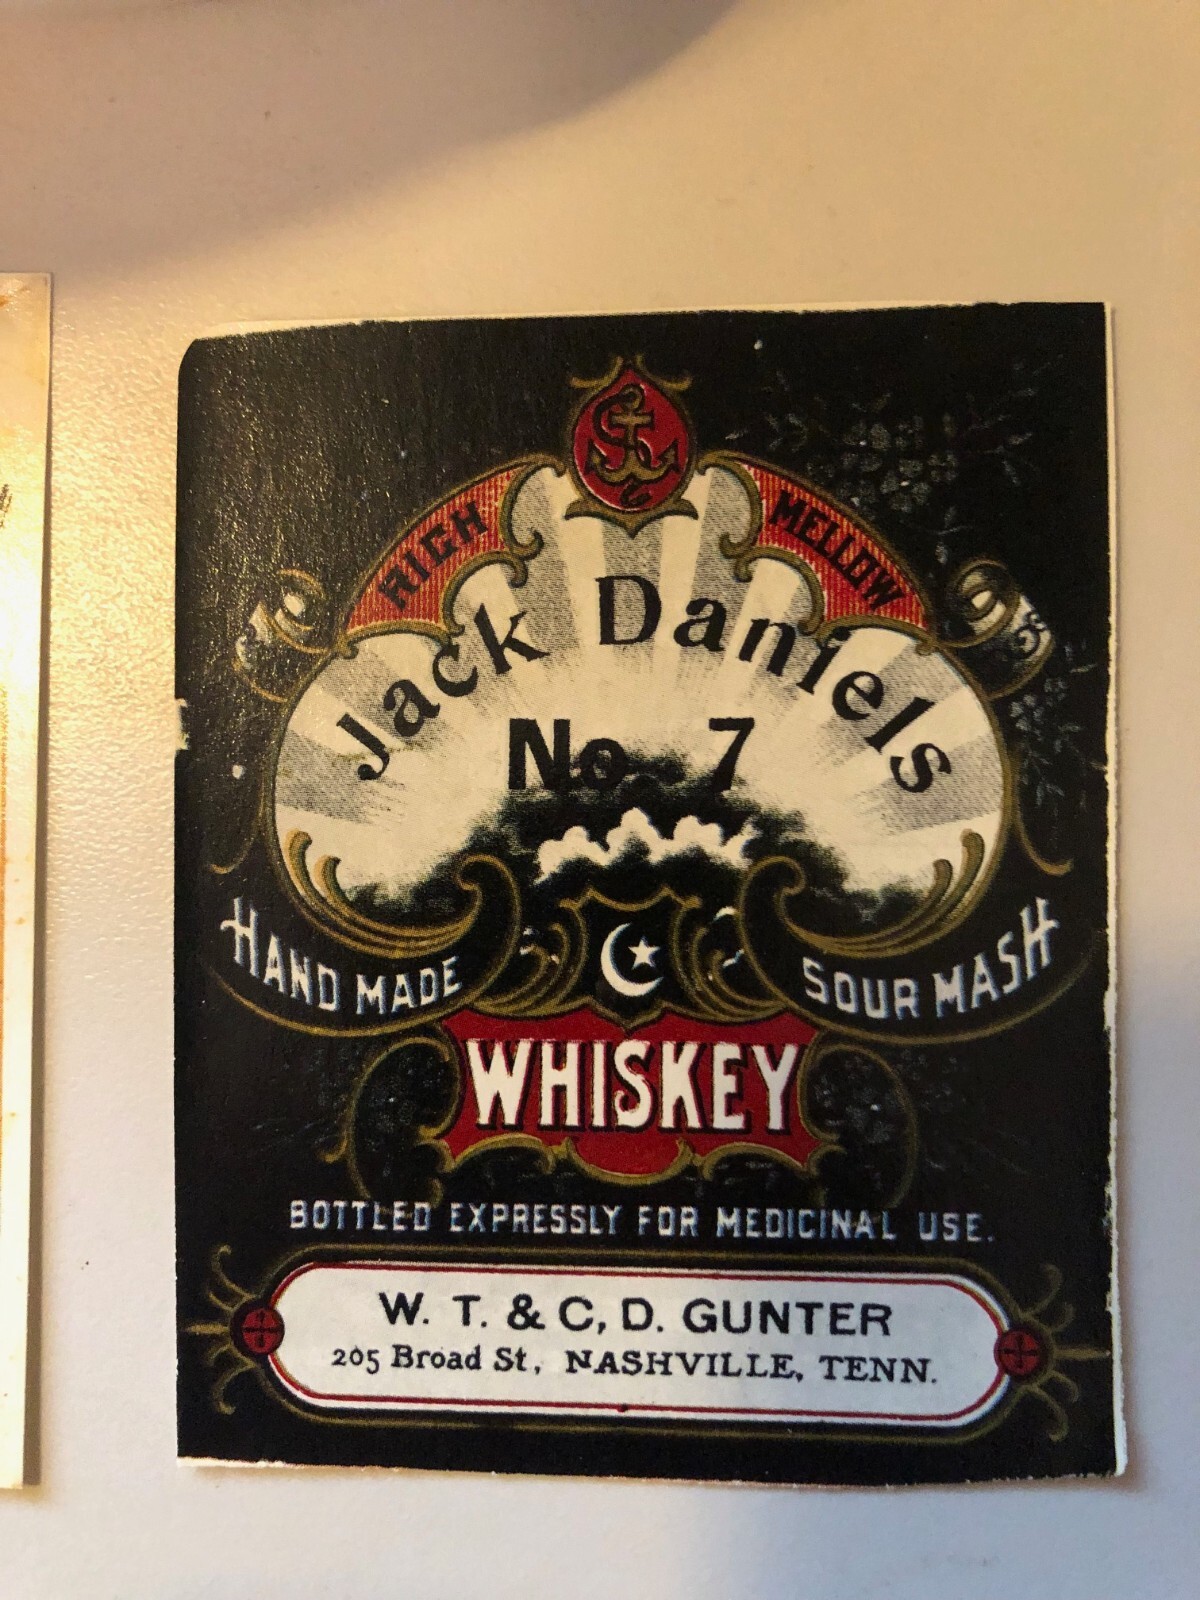 RICH MELLOW
Jack Daniels
No. 7
HAND MADE SOUR MASH
WHISKEY
BOTTLED EXPRESSLY FOR MEDICINAL USE.
W. T. & C, D. GUNTER
205 Broad St, NASHVILLE, TENN.